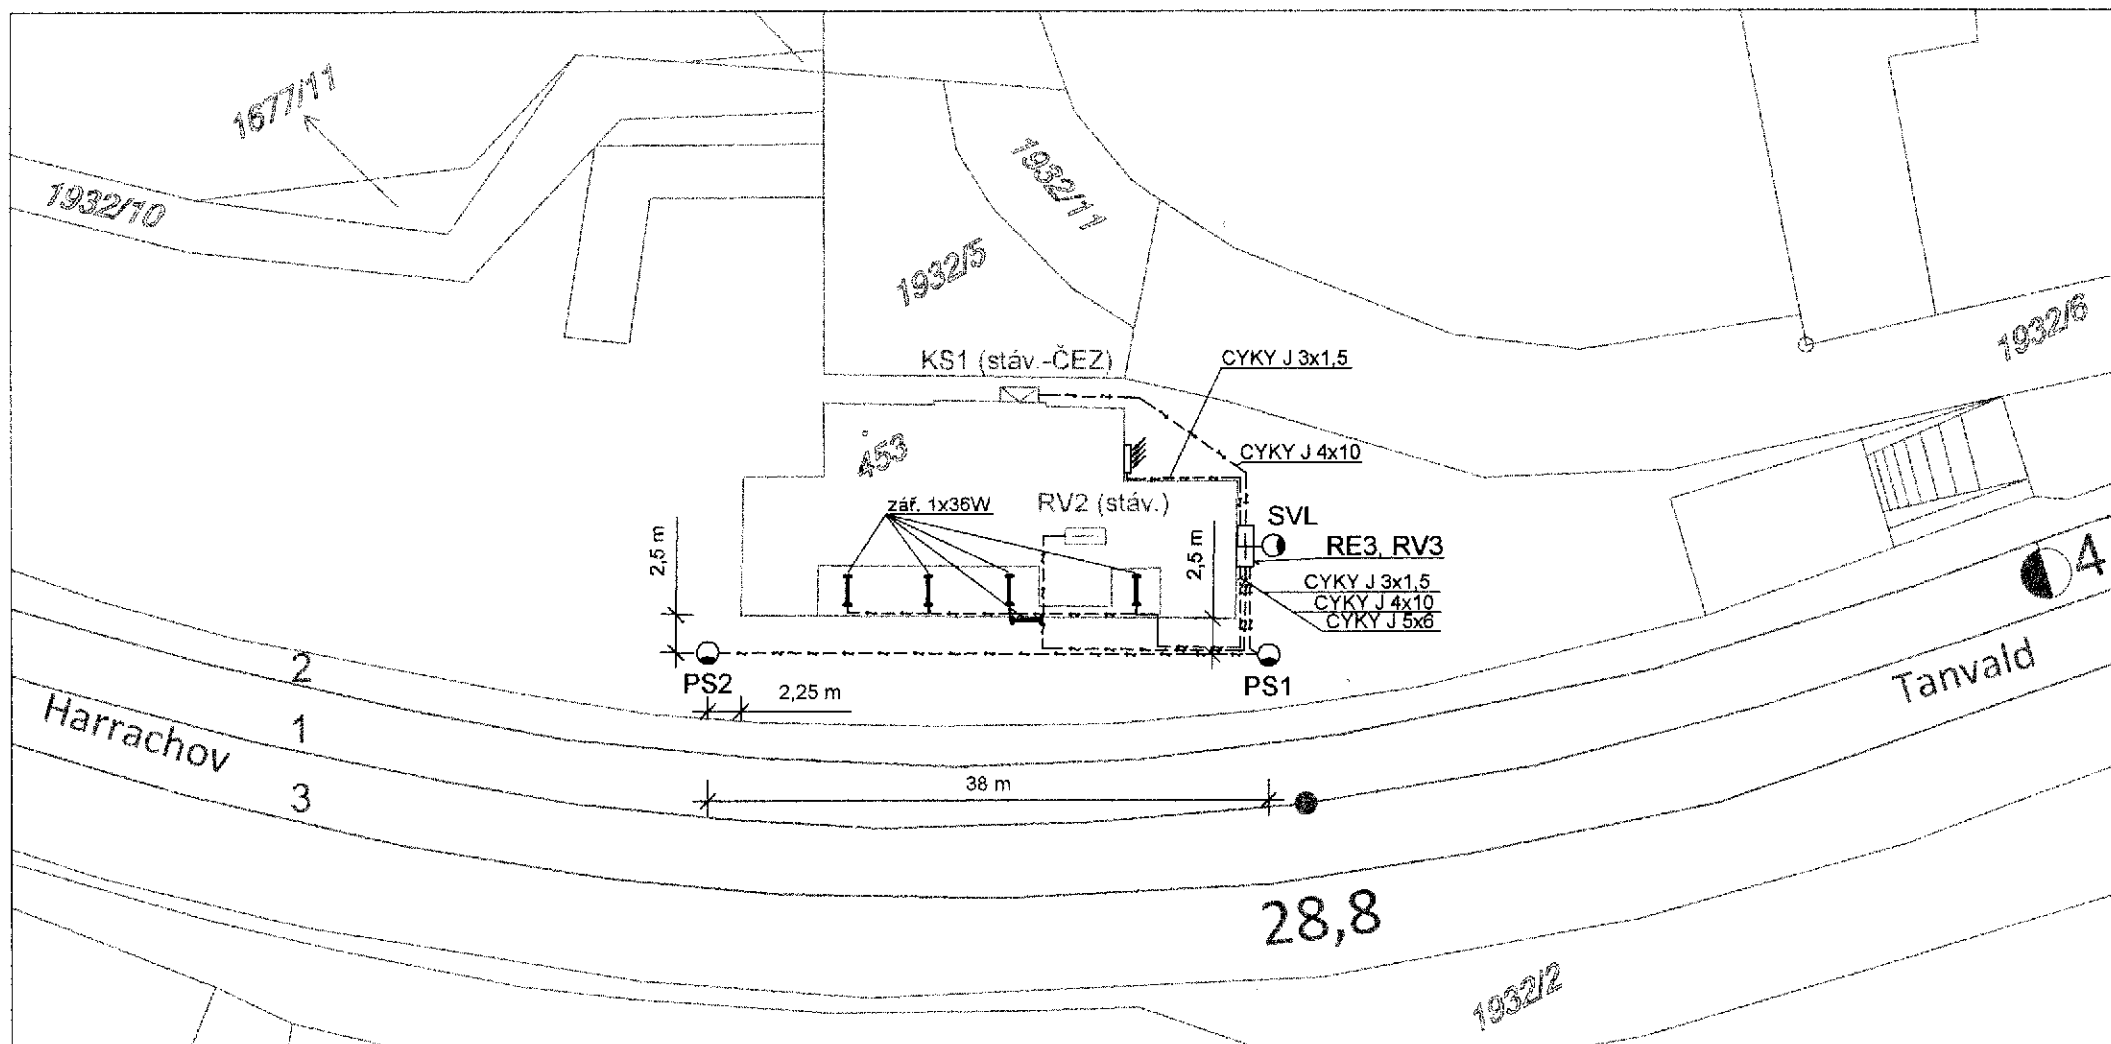 1677/11
1932/10
1932/11
1932/5
1932/6
KS1 (stáv.-ČEZ)
CYKY J 3x1,5
453
CYKY J 4x10
zář. 1x36W
RV2 (stáv.)
SVL
RE3, RV3
2,5 m
2,5 m
CYKY J 3x1,5
CYKY J 4x10
CYKY J 5x6
4
PS2
PS1
2,25 m
Tanvald
2
1
3
Harrachov
38 m
28,8
1932/2